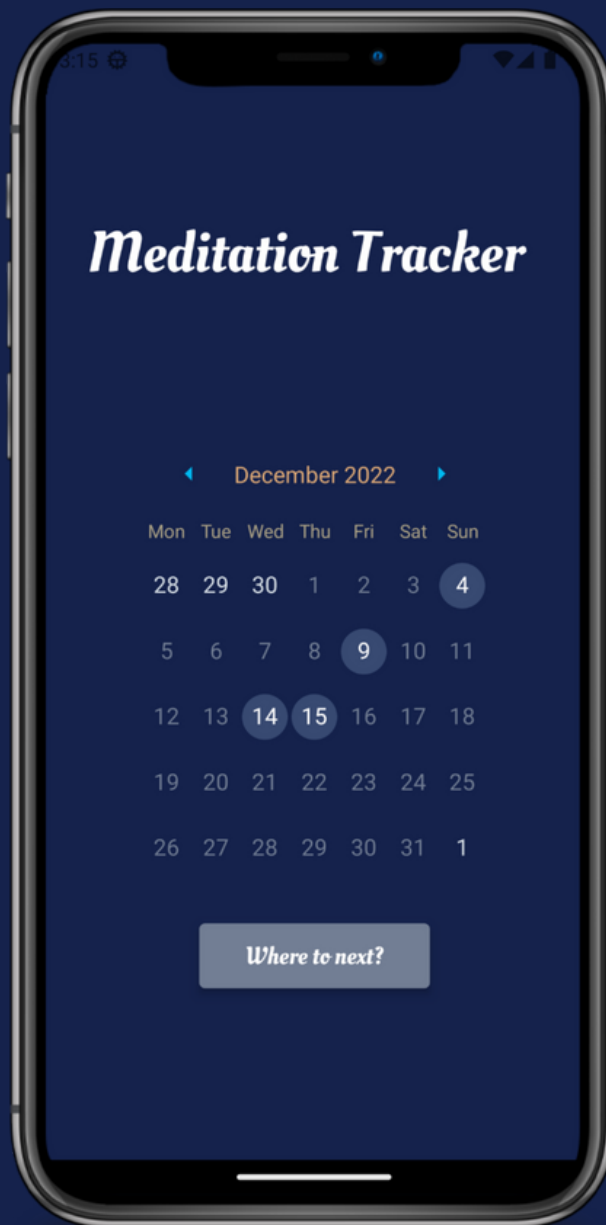 3:15
Meditation Tracker
December 2022
Mon Tue Wed Thu Fri Sat Sun
28 29 30 1 2 3 4
5 6 7 8 9 10 11
12 13 14 15 16 17 18
19 20 21 22 23 24 25
26 27 28 29 30 31 1
Where to next?